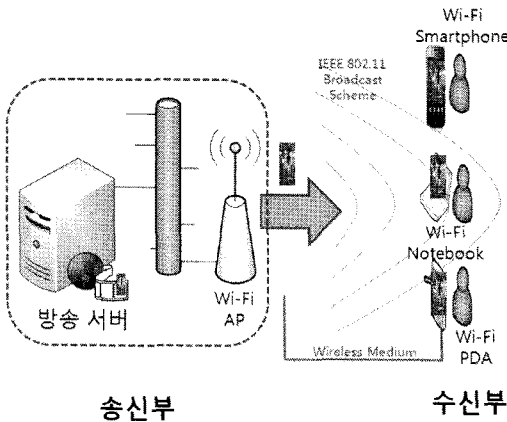 Wi-Fi
Smartphone
IEEE 802.11
Broadcast
Scheme
Wi-Fi
Notebook
Wi-Fi
AP
방송 서버
Wi-Fi
PDA
Wireless Medium
송신부
수신부